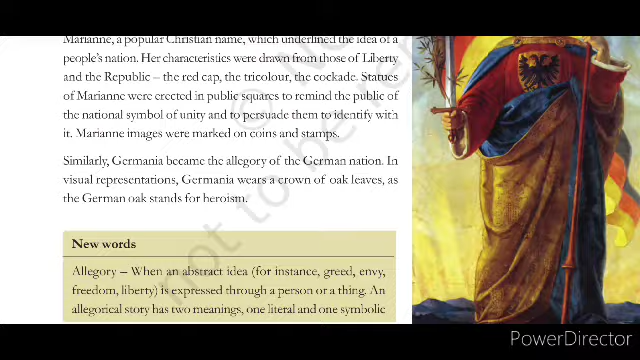 Marianne, a popular Christian name, which underlined the idea of a
people's nation. Her characteristics were drawn from those of Liberty
and the Republic – the red cap, the tricolour, the cockade. Statues
of Marianne were erected in public squares to remind the public of
the national symbol of unity and to persuade them to identify with
it. Marianne images were marked on coins and stamps.
Similarly, Germania became the allegory of the German nation. In
visual representations, Germania wears a crown of oak leaves, as
the German oak stands for heroism.
New words
Allegory – When an abstract idea (for instance, greed, envy,
freedom, liberty) is expressed through a person or a thing. An
allegorical story has two meanings, one literal and one symbolic
PowerDirector